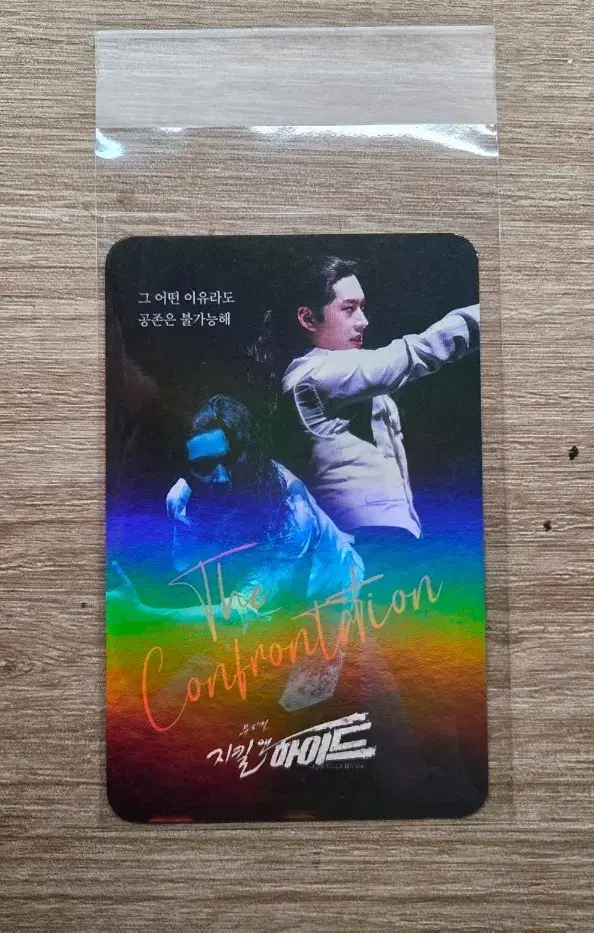 그 어떤 이유라도
공존은 불가능해
The
Confrontation
뮤지컬
지킬앤하이드